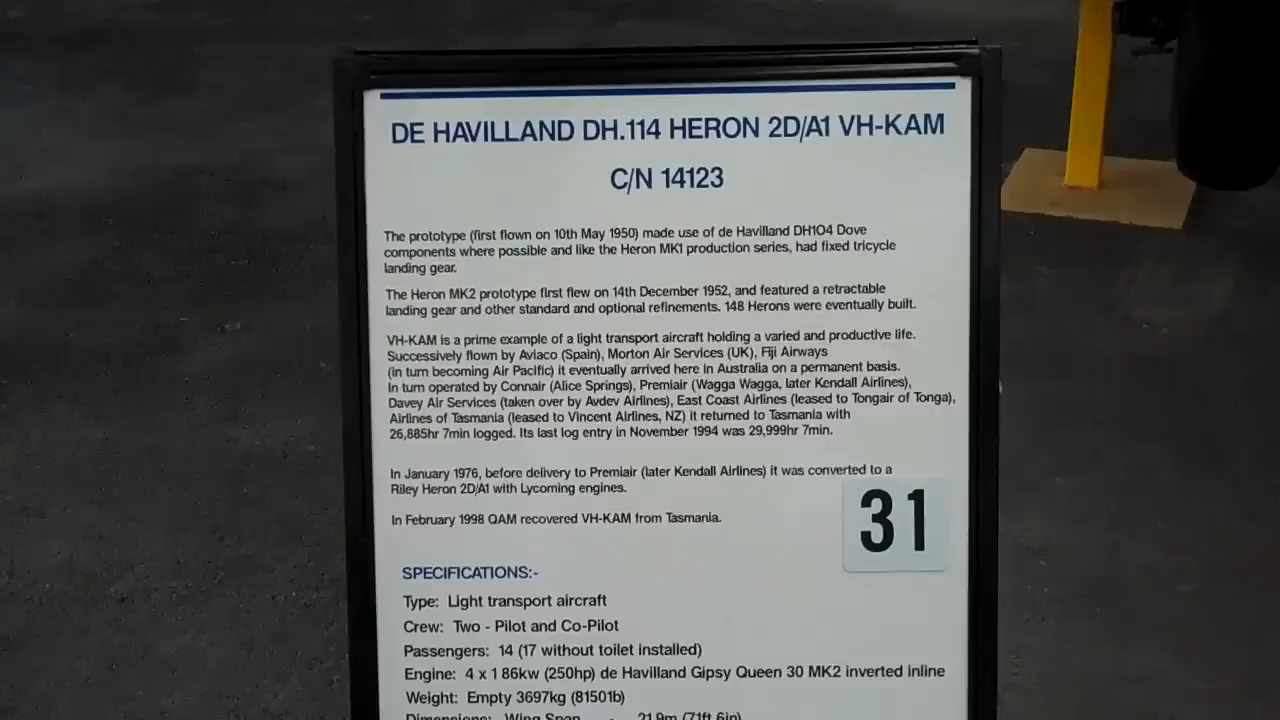 DE HAVILLAND DH.114 HERON 2D/A1 VH-KAM
C/N 14123
The prototype (first flown on 10th May 1950) made use of de Havilland DH104 Dove
components where possible and like the Heron MK1 production series, had fixed tricycle
landing gear.
The Heron MK2 prototype first flew on 14th December 1952, and featured a retractable
landing gear and other standard and optional refinements. 148 Herons were eventually built.
VH-KAM is a prime example of a light transport aircraft holding a varied and productive life.
Successively flown by Aviaco (Spain), Morton Air Services (UK), Fiji Airways
(in turn becoming Air Pacific) it eventually arrived here in Australia on a permanent basis.
In turn operated by Connair (Alice Springs), Premiair (Wagga Wagga, later Kendall Airlines),
Davey Air Services (taken over by Avdev Airlines), East Coast Airlines (leased to Tongair of Tonga),
Airlines of Tasmania (leased to Vincent Airlines, NZ) it returned to Tasmania with
26,885hr 7min logged. Its last log entry in November 1994 was 29,999hr 7min.
In January 1976, before delivery to Premiair (later Kendall Airlines) it was converted to a
Riley Heron 2D/A1 with Lycoming engines.
In February 1998 QAM recovered VH-KAM from Tasmania.
31
SPECIFICATIONS:-
Type: Light transport aircraft
Crew: Two - Pilot and Co-Pilot
Passengers: 14 (17 without toilet installed)
Engine: 4 x 1 86kw (250hp) de Havilland Gipsy Queen 30 MK2 inverted inline
Weight: Empty 3697kg (81501b)
Dimensions: Wing Span - 21.9m (71ft 6in)